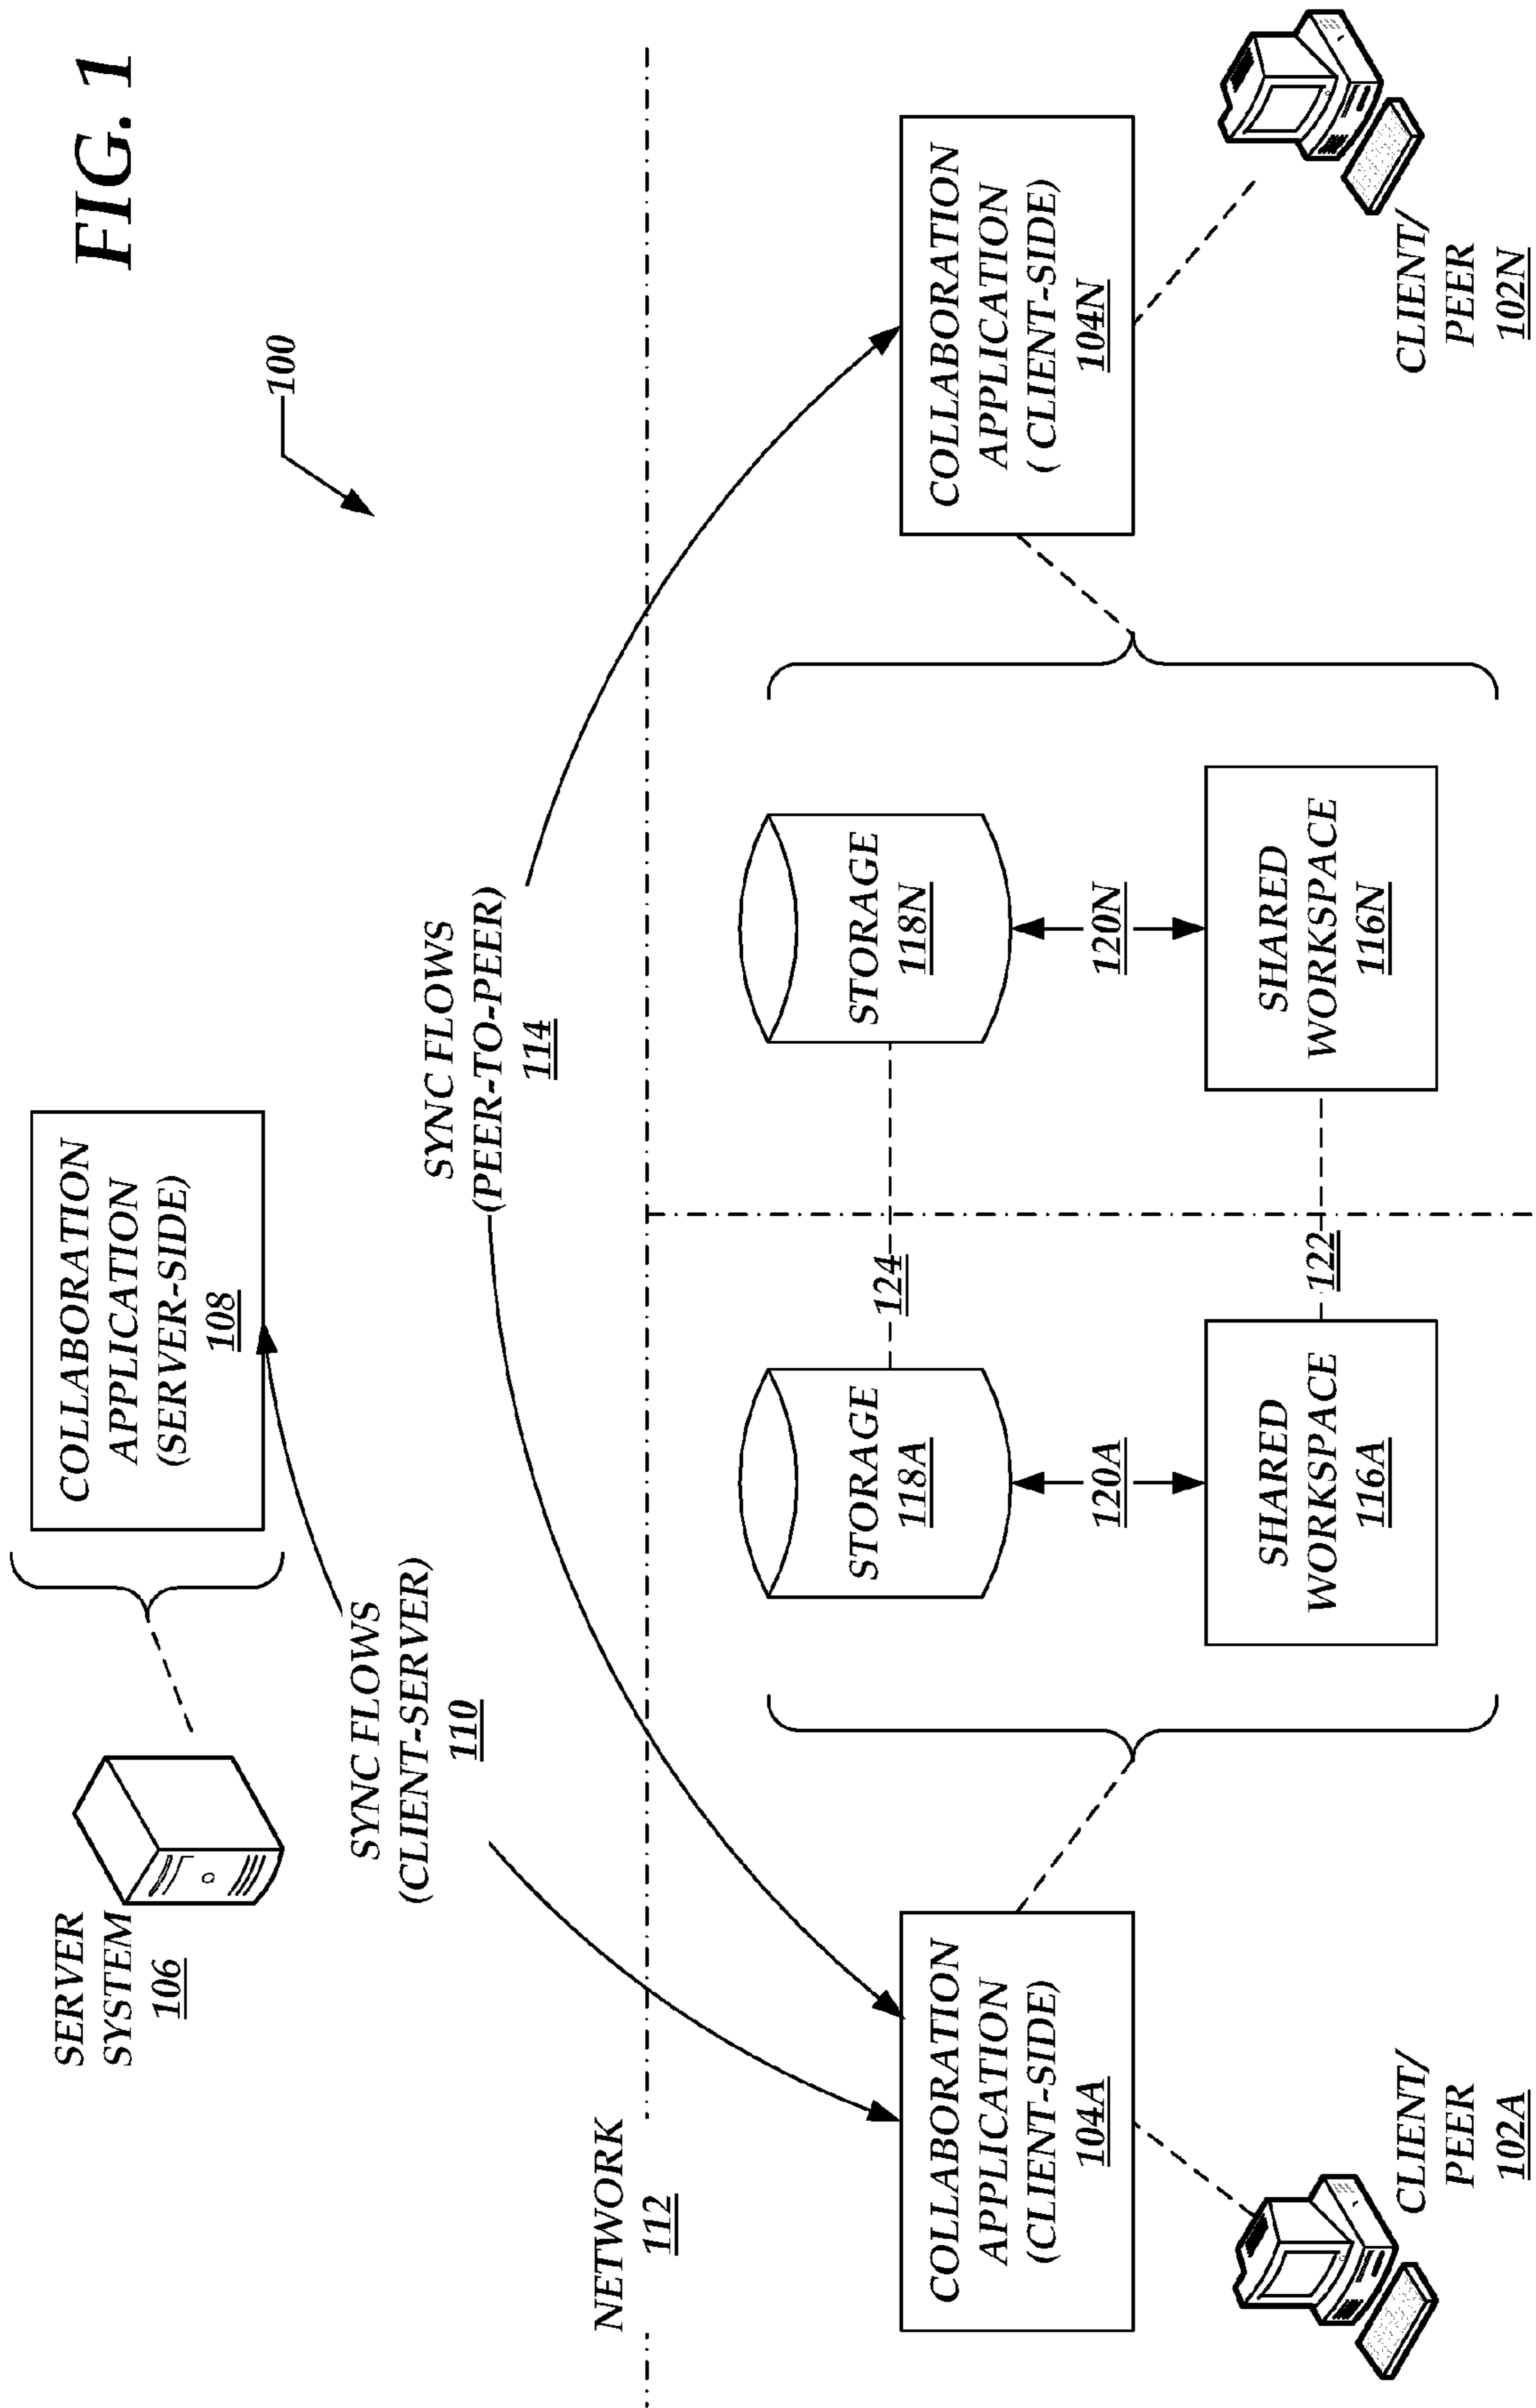 FIG. 1
100
SERVER
SYSTEM
106
COLLABORATION
APPLICATION
(SERVER-SIDE)
108
SYNC FLOWS
(CLIENT-SERVER)
110
SYNC FLOWS
(PEER-TO-PEER)
114
NETWORK
112
COLLABORATION
APPLICATION
(CLIENT-SIDE)
104A
STORAGE
118A
124
STORAGE
118N
COLLABORATION
APPLICATION
( CLIENT-SIDE)
104N
120A
120N
SHARED
WORKSPACE
116A
122
SHARED
WORKSPACE
116N
CLIENT/
PEER
102A
CLIENT/
PEER
102N